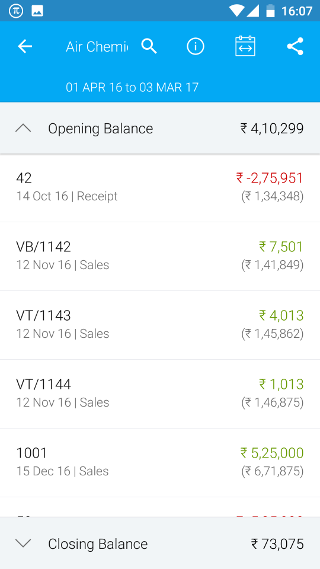 16:07
Air Chemi
01 APR 16 to 03 MAR 17
Opening Balance ₹ 4,10,299
42 ₹ -2,75,951
14 Oct 16 | Receipt (₹ 1,34,348)
VB/1142 ₹ 7,501
12 Nov 16 | Sales (₹ 1,41,849)
VT/1143 ₹ 4,013
12 Nov 16 | Sales (₹ 1,45,862)
VT/1144 ₹ 1,013
12 Nov 16 | Sales (₹ 1,46,875)
1001 ₹ 5,25,000
15 Dec 16 | Sales (₹ 6,71,875)
Closing Balance ₹ 73,075